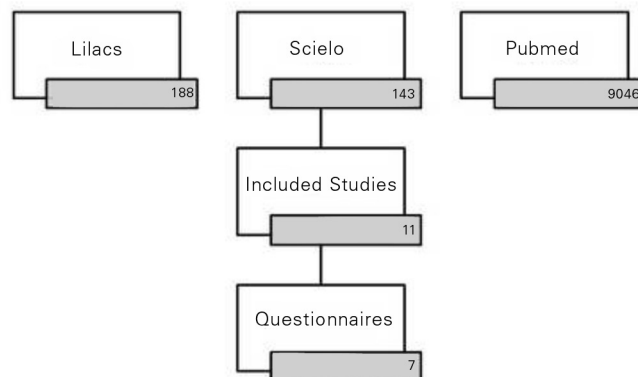 Lilacs
188
Scielo
143
Pubmed
9046
Included Studies
11
Questionnaires
7